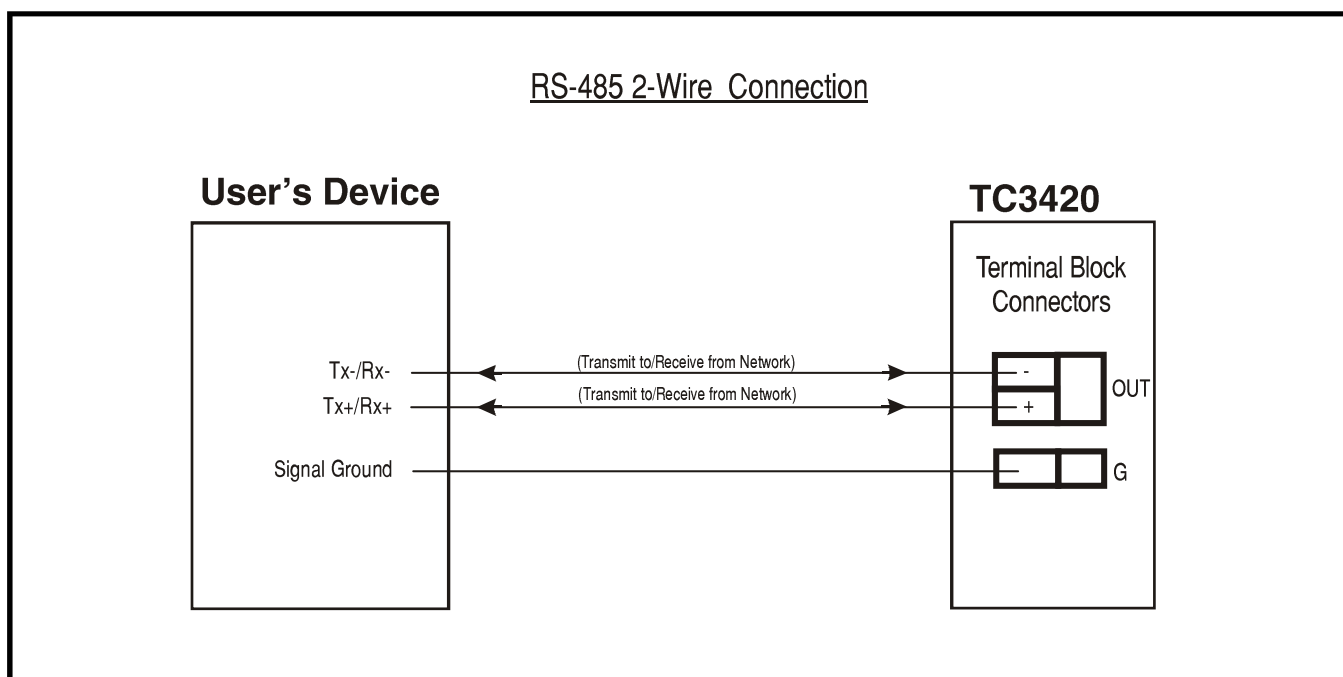 RS-485 2-Wire Connection
User's Device
TC3420
Terminal Block
Connectors
Tx-/Rx-
(Transmit to/Receive from Network)
-
OUT
Tx+/Rx+
(Transmit to/Receive from Network)
+
Signal Ground
G